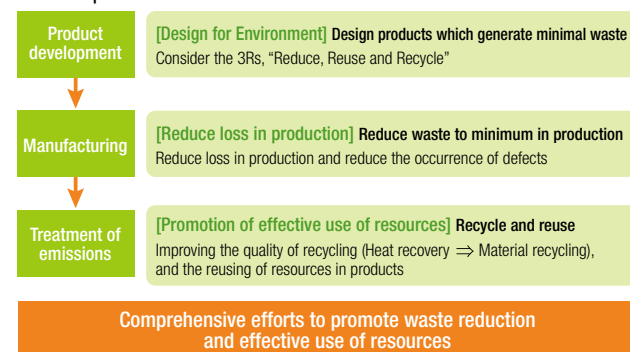 Product
development
[Design for Environment] Design products which generate minimal waste
Consider the 3Rs, “Reduce, Reuse and Recycle”
Manufacturing
[Reduce loss in production] Reduce waste to minimum in production
Reduce loss in production and reduce the occurrence of defects
Treatment of
emissions
[Promotion of effective use of resources] Recycle and reuse
Improving the quality of recycling (Heat recovery ⇒ Material recycling),
and the reusing of resources in products
Comprehensive efforts to promote waste reduction
and effective use of resources